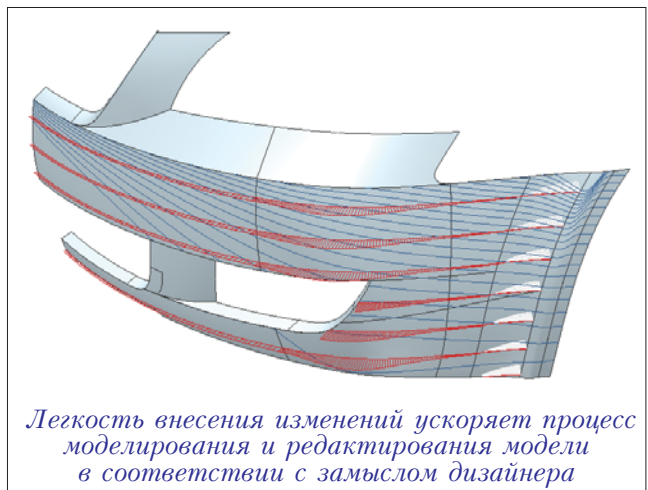 Легкость внесения изменений ускоряет процесс
моделирования и редактирования модели
в соответствии с замыслом дизайнера